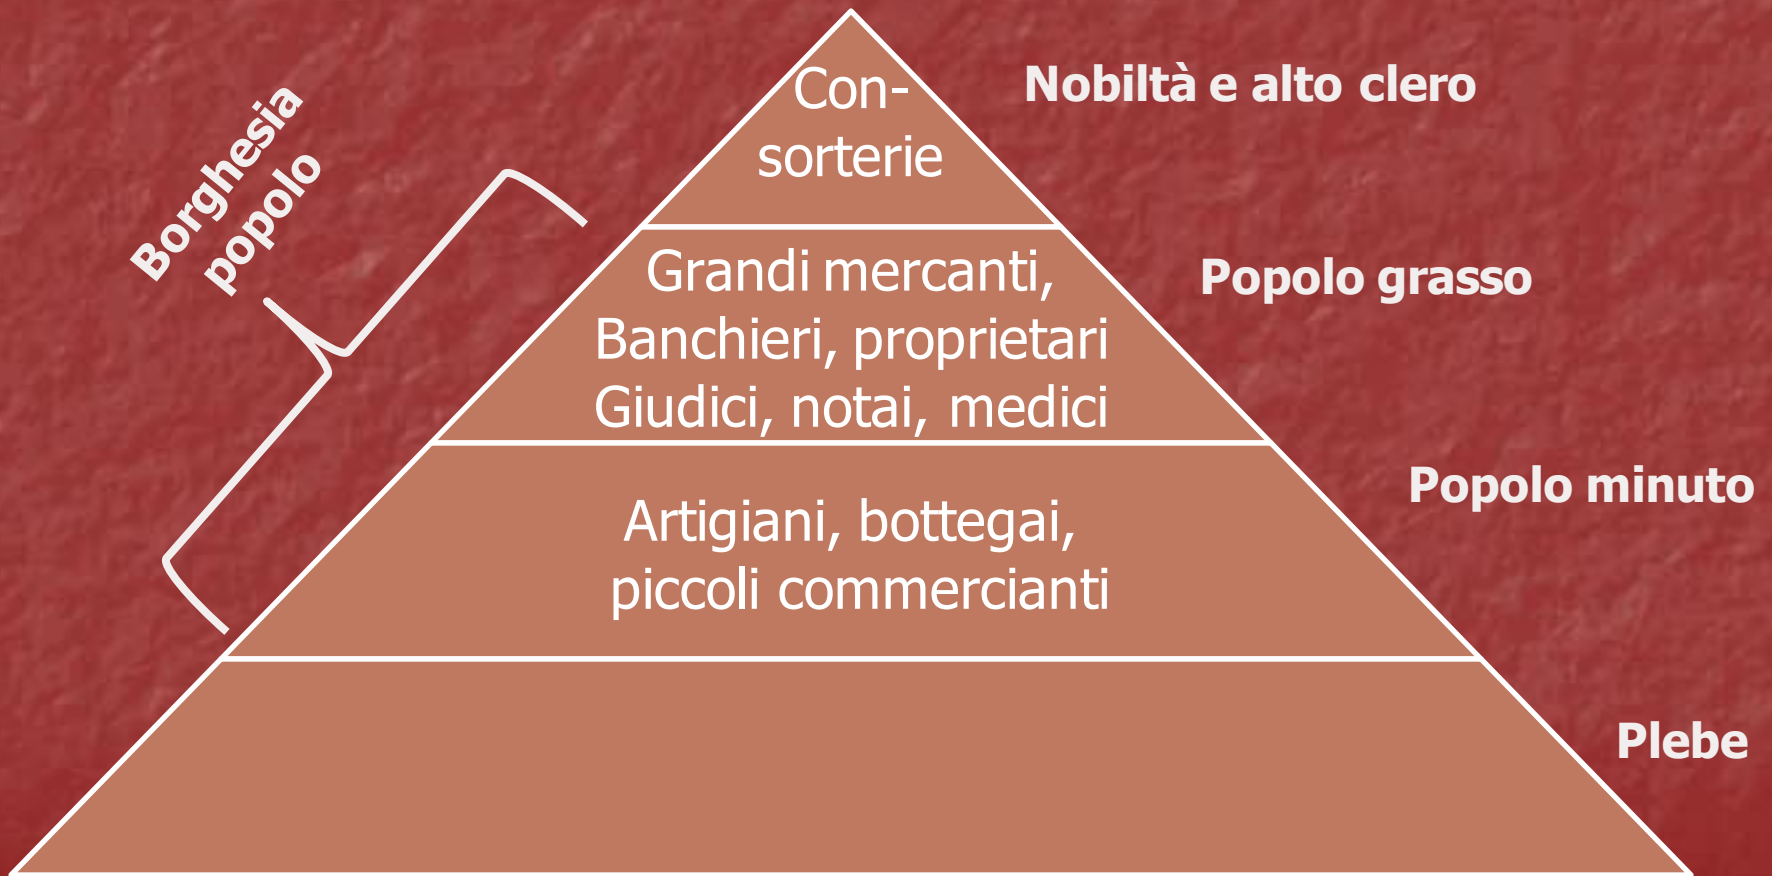 Con-
sorterie
Nobiltà e alto clero
Borghesia
popolo
Grandi mercanti,
Banchieri, proprietari
Giudici, notai, medici
Popolo grasso
Artigiani, bottegai,
piccoli commercianti
Popolo minuto
Plebe